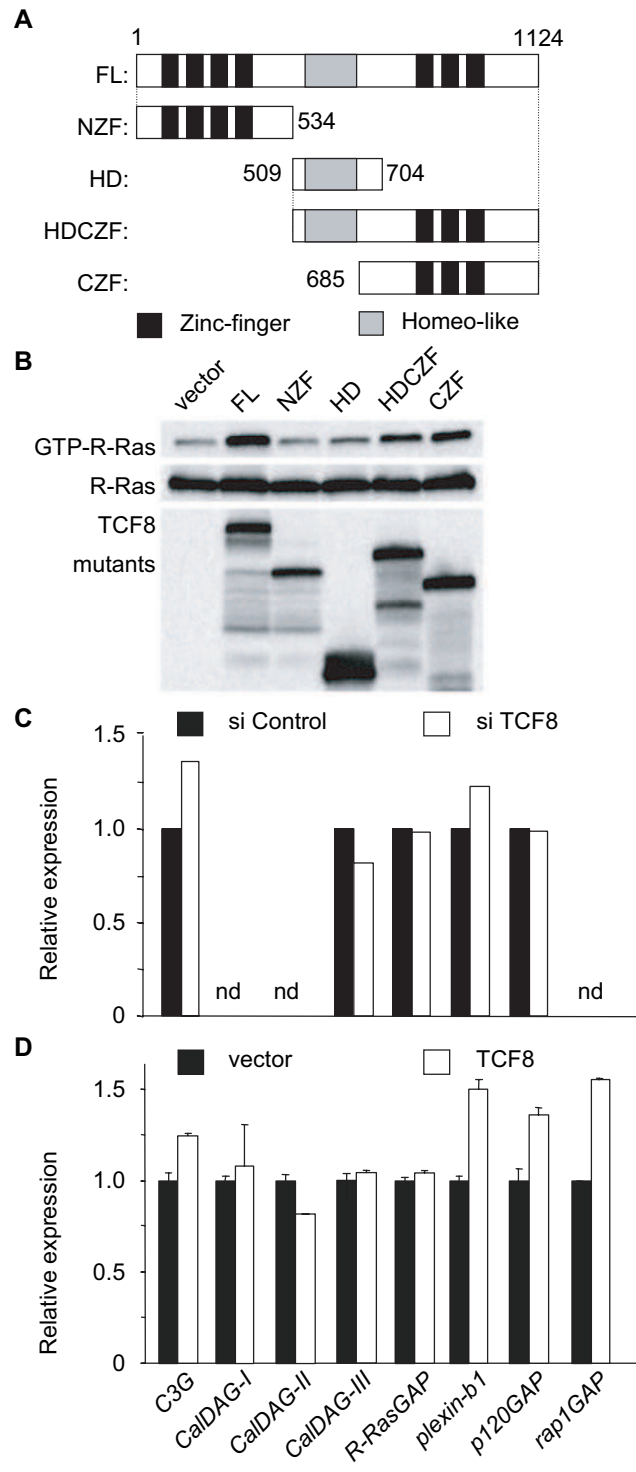 A
1 1124
FL:
NZF: 534
HD: 509 704
HDCZF:
CZF: 685
Zinc-finger Homeo-like
B
vector FL NZF HD HDCZF CZF
GTP-R-Ras
R-Ras
TCF8
mutants
C
si Control si TCF8
Relative expression
1.5
1.0
0.5
0
nd nd nd
D
vector TCF8
Relative expression
1.5
1.0
0.5
0
C3G CalDAG-I CalDAG-II CalDAG-III R-RasGAP plexin-b1 p120GAP rap1GAP